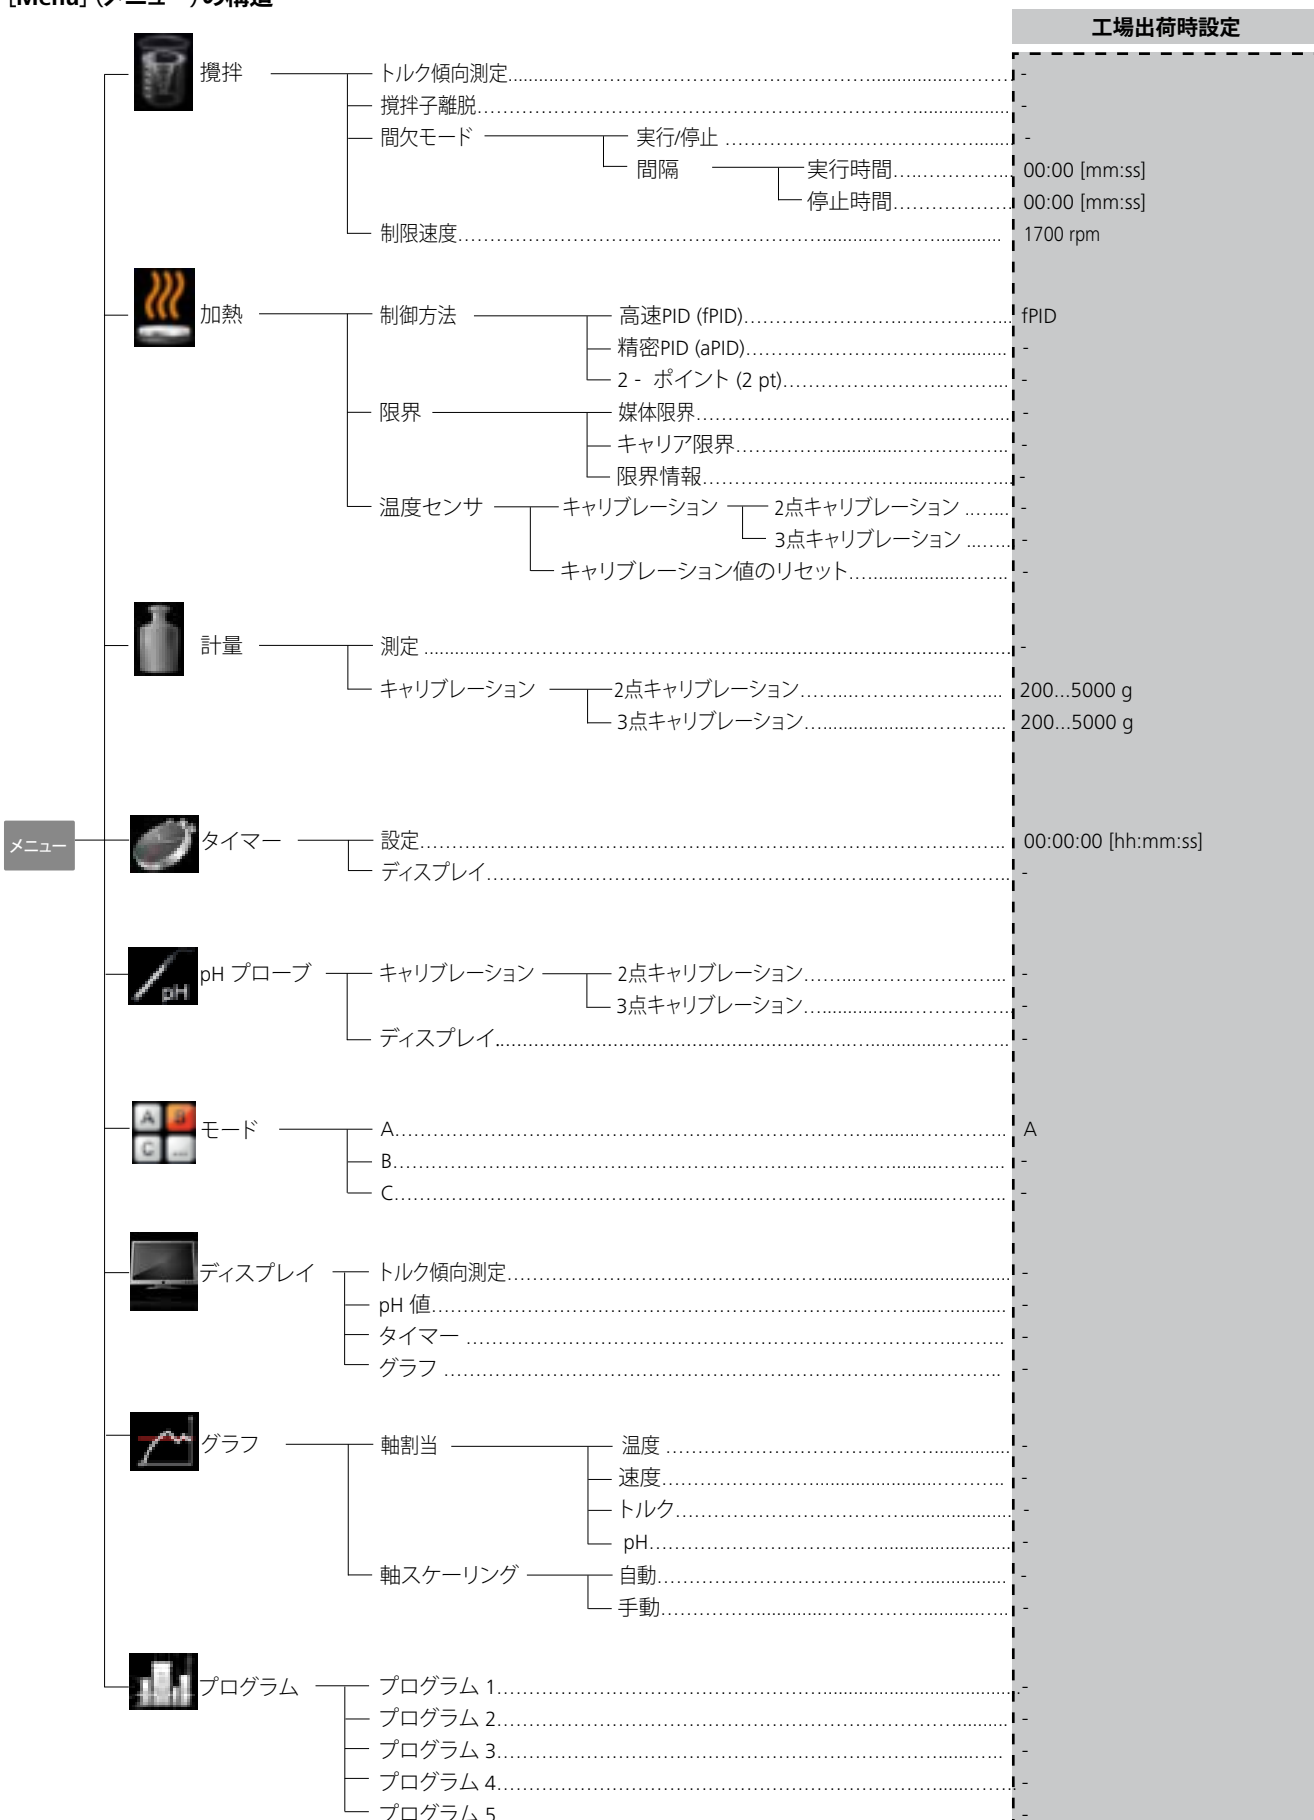 [Menu] (メニュー) の構造
工場出荷時設定
攪拌
トルク傾向測定 -
攪拌子離脱 -
間欠モード
実行/停止 -
間隔
実行時間 00:00 [mm:ss]
停止時間 00:00 [mm:ss]
制限速度 1700 rpm
加熱
制御方法
高速PID (fPID) fPID
精密PID (aPID) -
2 - ポイント (2 pt) -
限界
媒体限界 -
キャリア限界 -
限界情報 -
温度センサ
キャリブレーション
2点キャリブレーション -
3点キャリブレーション -
キャリブレーション値のリセット -
計量
測定 -
キャリブレーション
2点キャリブレーション 200...5000 g
3点キャリブレーション 200...5000 g
メニュー
タイマー
設定 00:00:00 [hh:mm:ss]
ディスプレイ -
pH
pH プローブ
キャリブレーション
2点キャリブレーション -
3点キャリブレーション -
ディスプレイ -
A B
C ...
モード
A A
B -
C -
ディスプレイ
トルク傾向測定 -
pH 値 -
タイマー -
グラフ -
グラフ
軸割当
温度 -
速度 -
トルク -
pH -
軸スケーリング
自動 -
手動 -
プログラム
プログラム 1 -
プログラム 2 -
プログラム 3 -
プログラム 4 -
プログラム 5 -